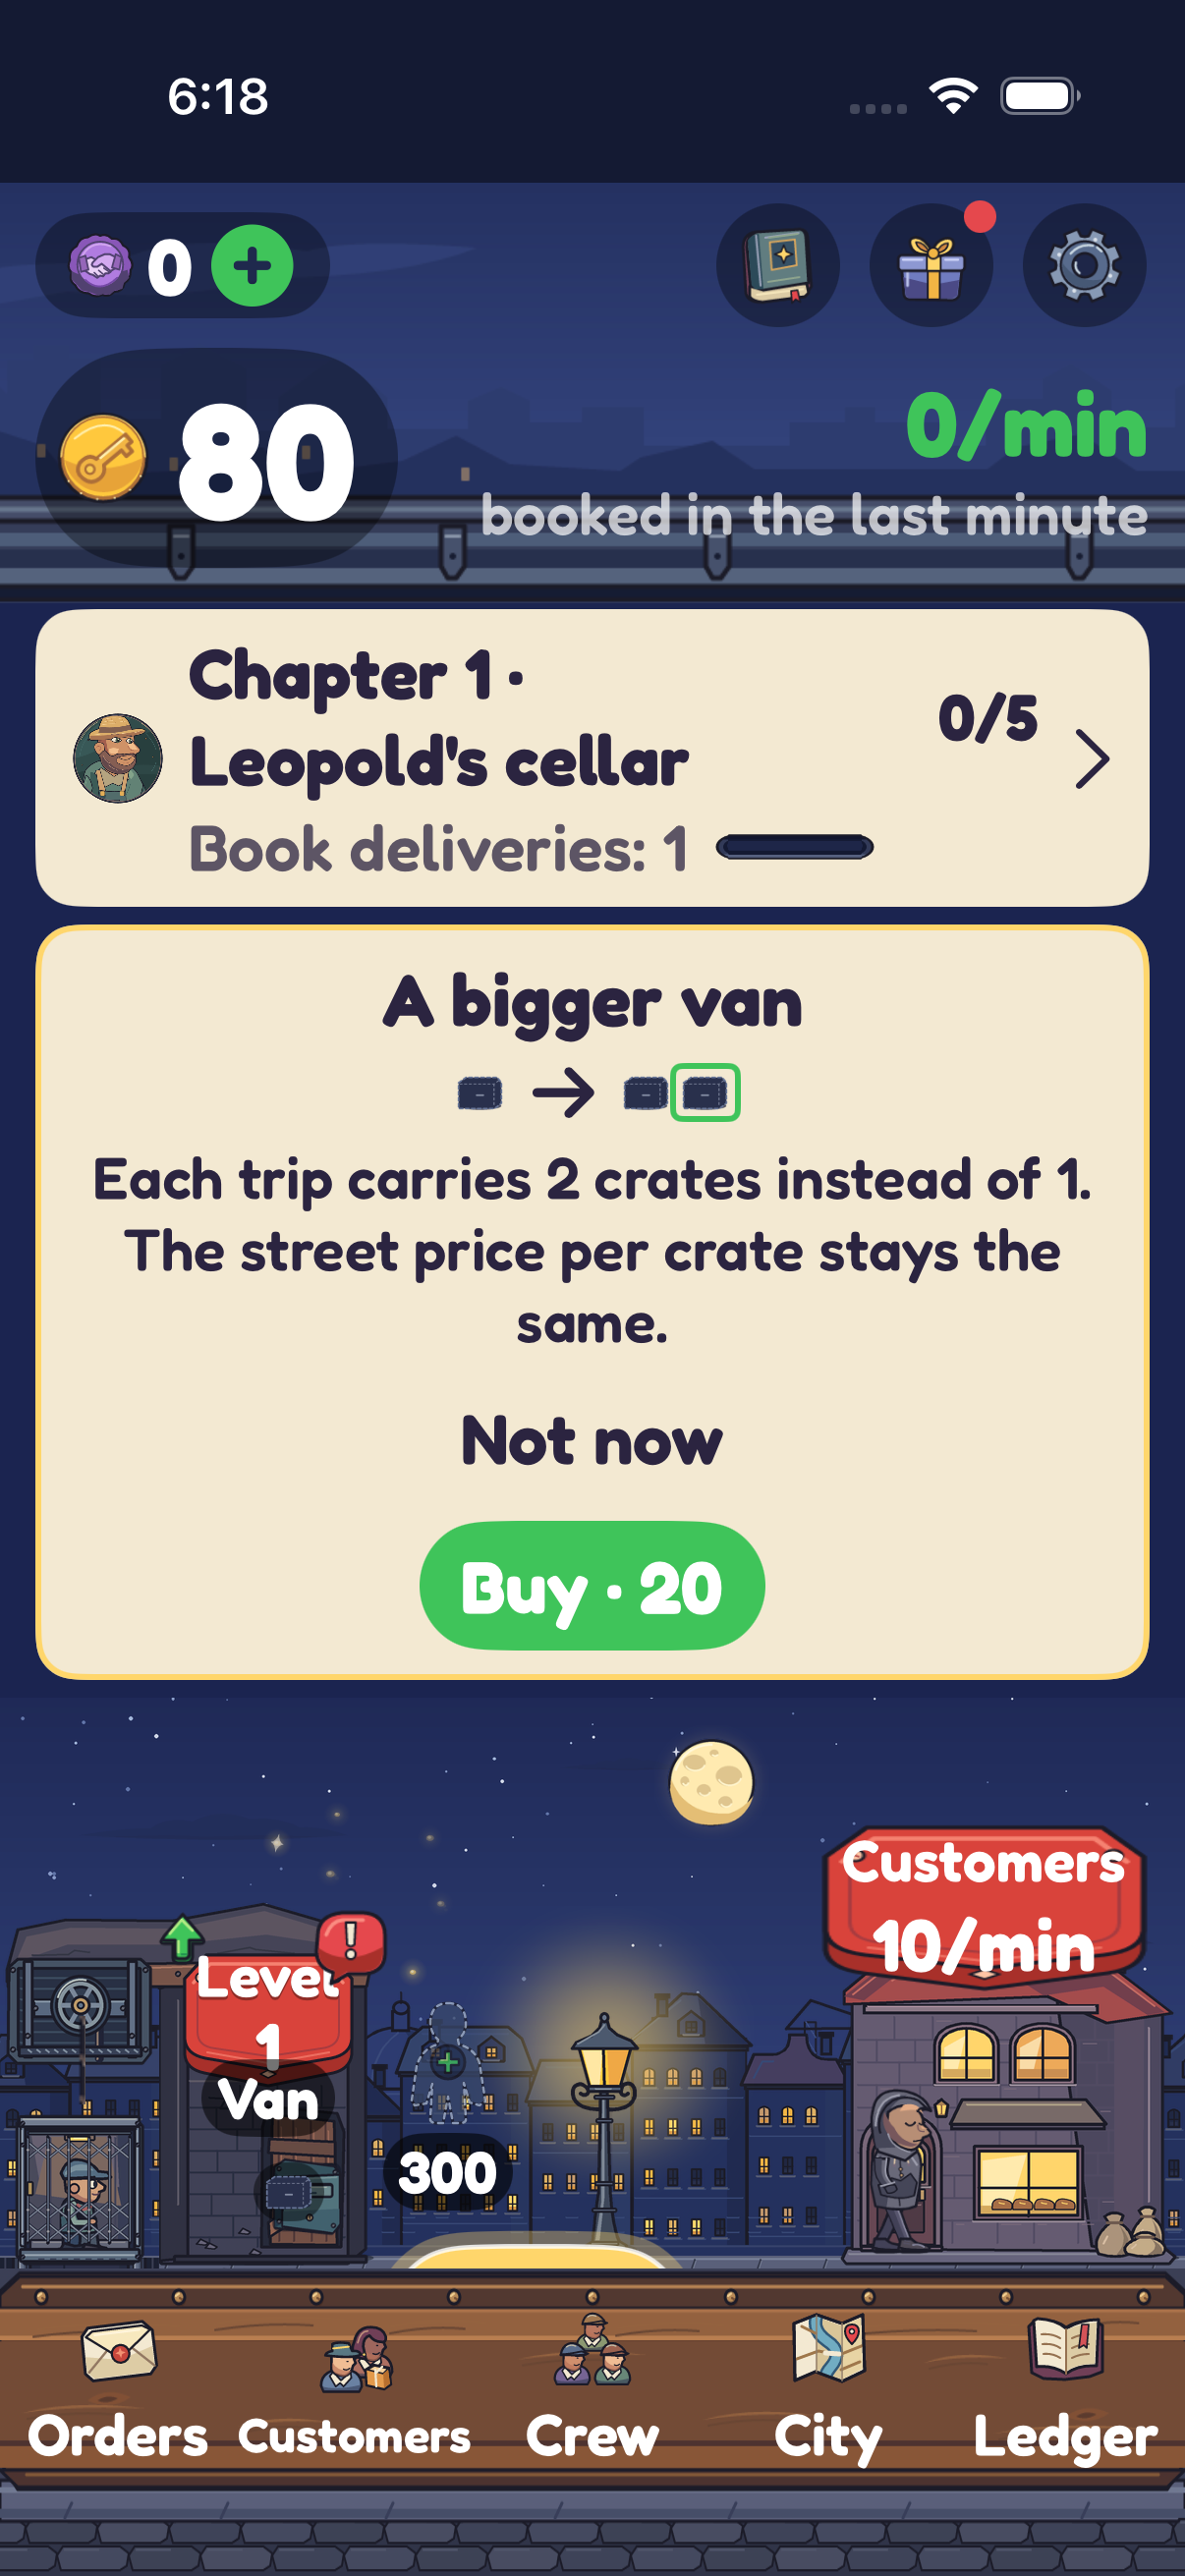 6:18
0
80
0/min
booked in the last minute
Chapter 1 ·
Leopold's cellar
0/5
Book deliveries: 1
A bigger van
Each trip carries 2 crates instead of 1.
The street price per crate stays the
same.
Not now
Buy · 20
Customers
10/min
!
Level
1
Van
300
Orders
Customers
Crew
City
Ledger